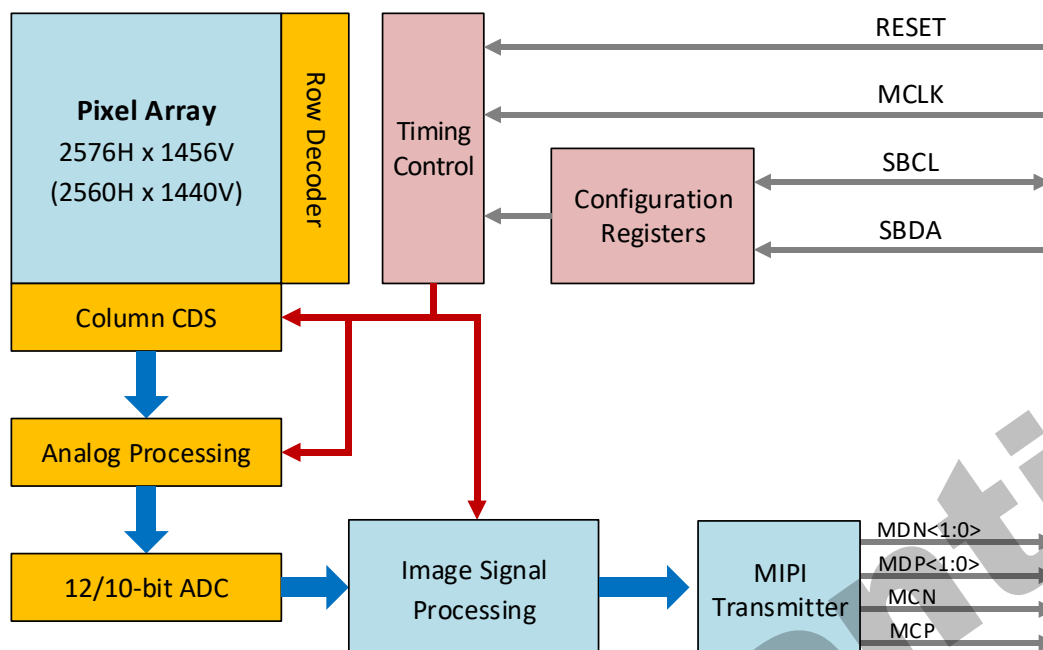 Pixel Array
2576H x 1456V
(2560H x 1440V)
Row Decoder
Timing
Control
RESET
MCLK
SBCL
SBDA
Configuration
Registers
Column CDS
Analog Processing
12/10-bit ADC
Image Signal
Processing
MIPI
Transmitter
MDN<1:0>
MDP<1:0>
MCN
MCP